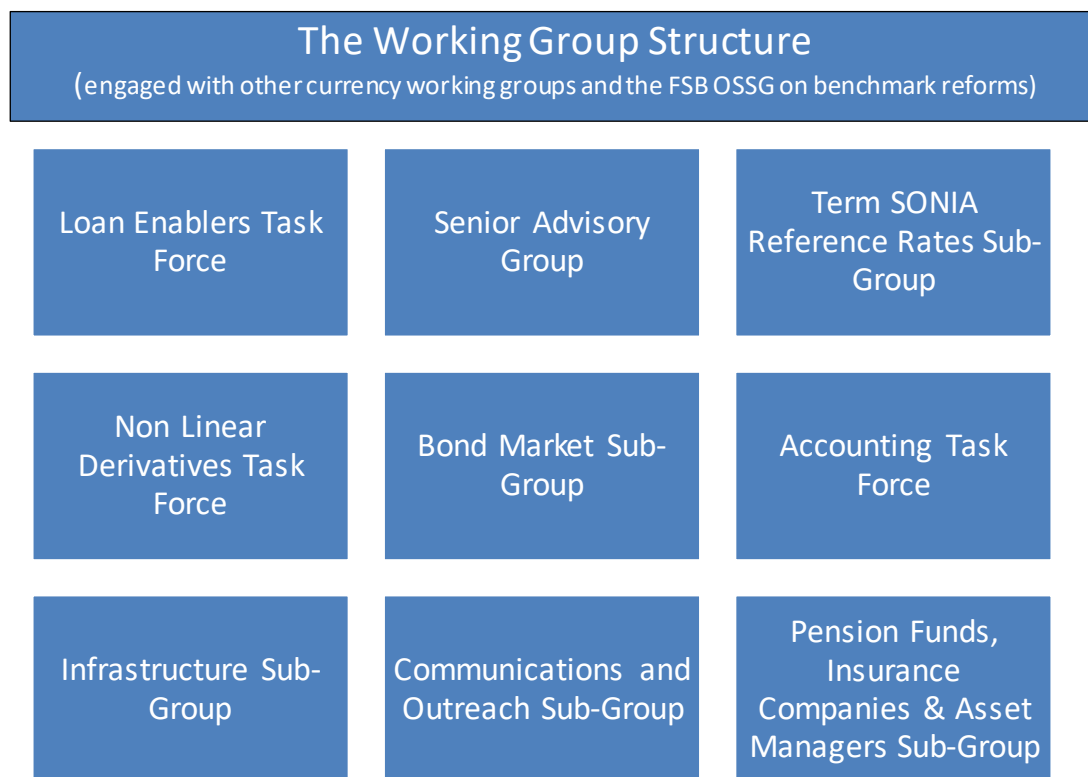 The Working Group Structure
(engaged with other currency working groups and the FSB OSSG on benchmark reforms)
Loan Enablers Task
Force
Senior Advisory
Group
Term SONIA
Reference Rates Sub-
Group
Non Linear
Derivatives Task
Force
Bond Market Sub-
Group
Accounting Task
Force
Infrastructure Sub-
Group
Communications and
Outreach Sub-Group
Pension Funds,
Insurance
Companies & Asset
Managers Sub-Group